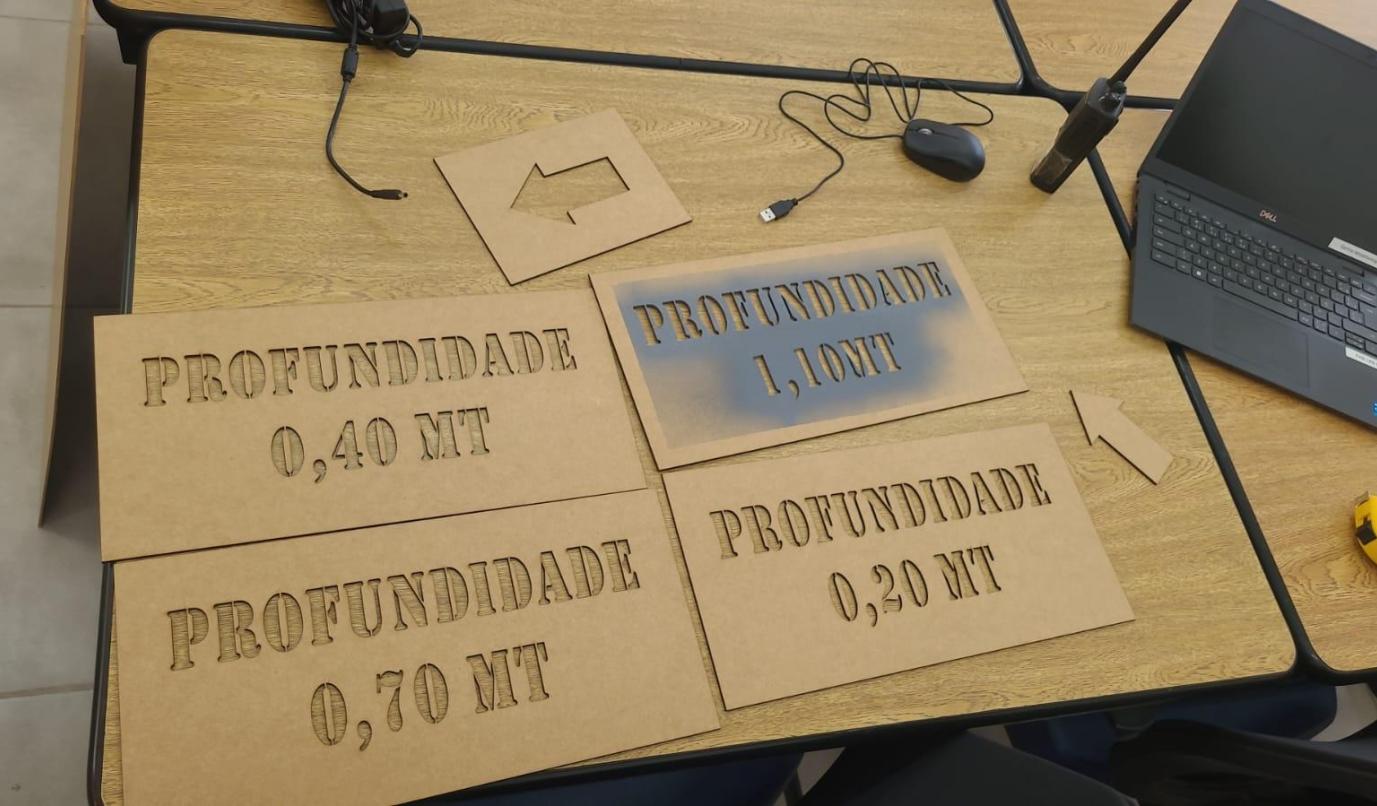 PROFUNDIDADE
0,40 MT
PROFUNDIDADE
1,10MT
PROFUNDIDADE
0,70 MT
PROFUNDIDADE
0,20 MT
DELL